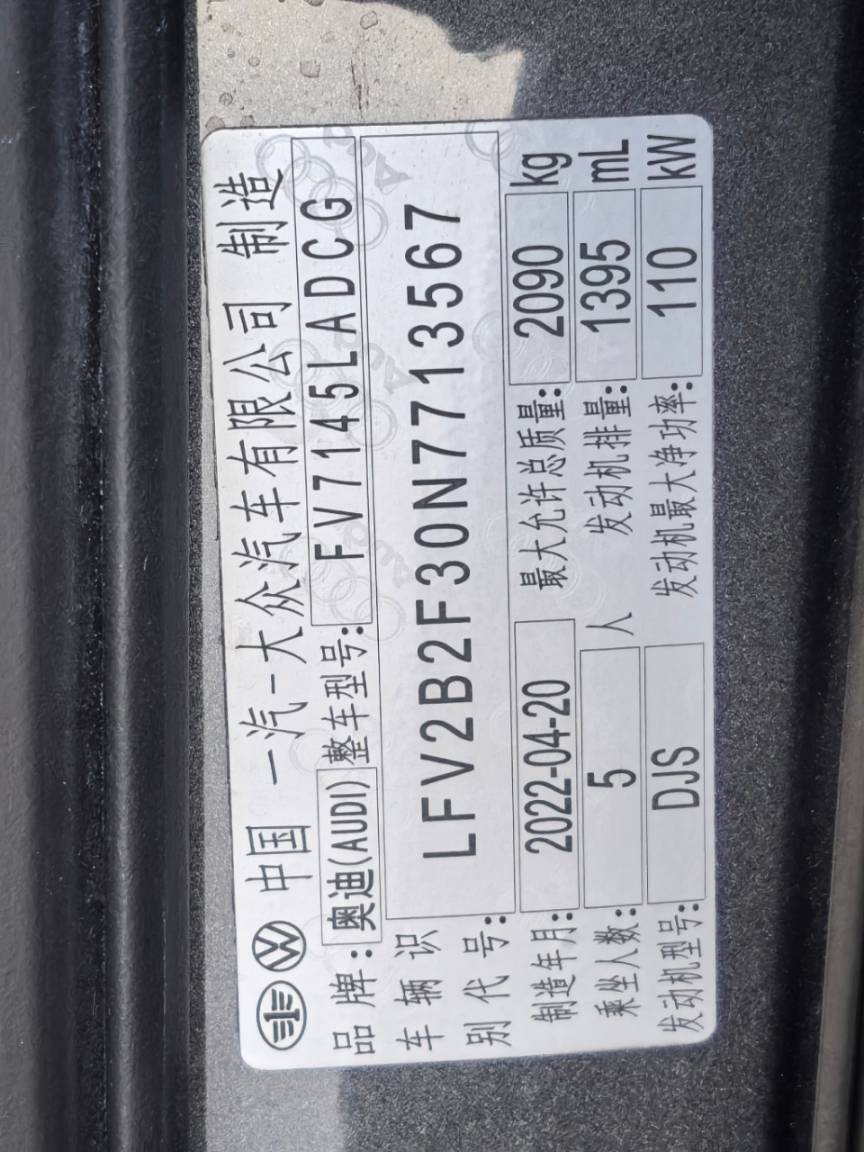 中国 一汽-大众汽车有限公司 制造
品牌: 奥迪(AUDI) 整车型号: FV7145LADCG
车辆识别代号: LFV2B2F30N7713567
制造年月: 2022-04-20 最大允许总质量: 2090 kg
乘坐人数: 5 人 发动机排量: 1395 mL
发动机型号: DJS 发动机最大净功率: 110 kW